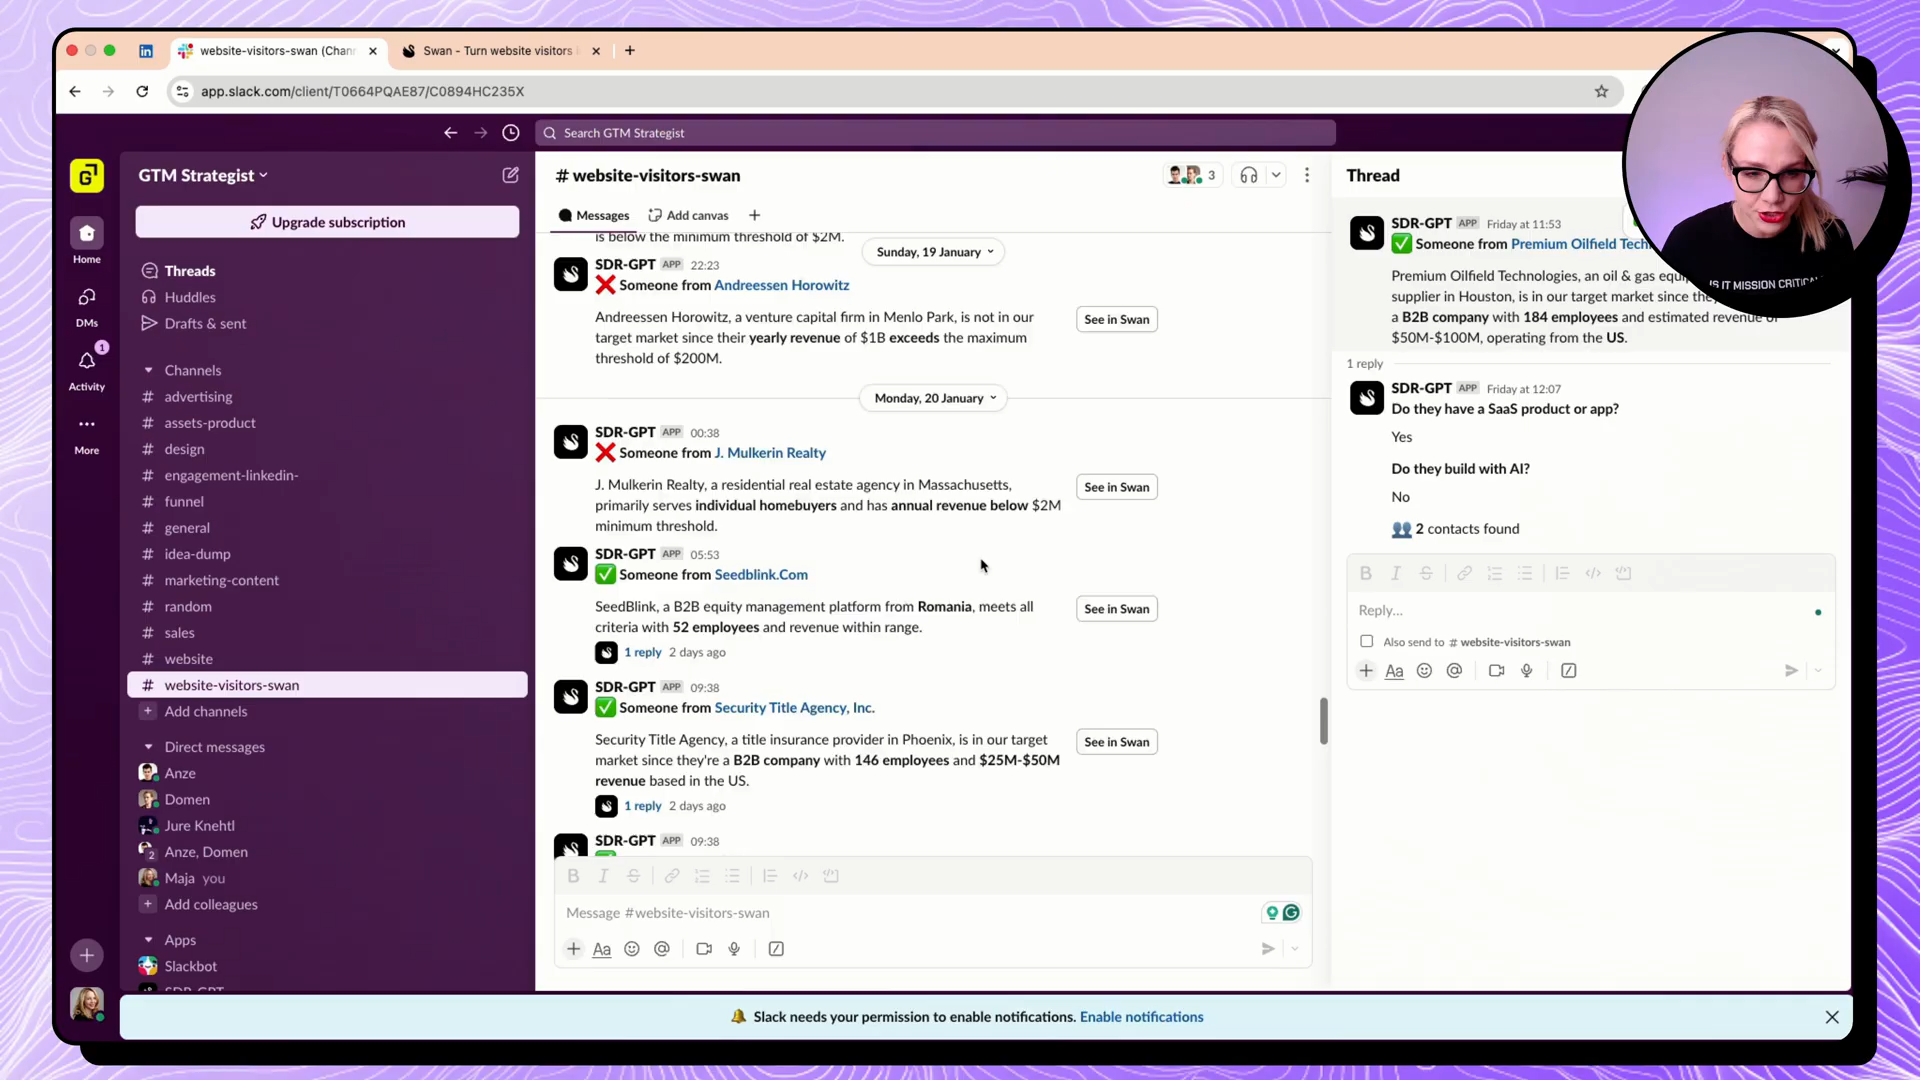 website-visitors-swan (Chan
Swan - Turn website visitors i
app.slack.com/client/T0664PQAE87/C0894HC235X
Search GTM Strategist
GTM Strategist
Upgrade subscription
Home
DMs
1
Activity
More
Threads
Huddles
Drafts & sent
Channels
# advertising
# assets-product
# design
# engagement-linkedin-
# funnel
# general
# idea-dump
# marketing-content
# random
# sales
# website
# website-visitors-swan
+ Add channels
Direct messages
Anze
Domen
Jure Knehtl
2 Anze, Domen
Maja you
+ Add colleagues
Apps
Slackbot
SDR-GPT
# website-visitors-swan
3
Messages
Add canvas
is below the minimum threshold of $2M.
Sunday, 19 January
SDR-GPT APP 22:23
Someone from Andreessen Horowitz
Andreessen Horowitz, a venture capital firm in Menlo Park, is not in our
target market since their yearly revenue of $1B exceeds the maximum
threshold of $200M.
See in Swan
Monday, 20 January
SDR-GPT APP 00:38
Someone from J. Mulkerin Realty
J. Mulkerin Realty, a residential real estate agency in Massachusetts,
primarily serves individual homebuyers and has annual revenue below $2M
minimum threshold.
See in Swan
SDR-GPT APP 05:53
Someone from Seedblink.Com
SeedBlink, a B2B equity management platform from Romania, meets all
criteria with 52 employees and revenue within range.
See in Swan
1 reply 2 days ago
SDR-GPT APP 09:38
Someone from Security Title Agency, Inc.
Security Title Agency, a title insurance provider in Phoenix, is in our target
market since they're a B2B company with 146 employees and $25M-$50M
revenue based in the US.
See in Swan
1 reply 2 days ago
SDR-GPT APP 09:38
Message #website-visitors-swan
Thread
SDR-GPT APP Friday at 11:53
Someone from Premium Oilfield Tech
Premium Oilfield Technologies, an oil & gas
supplier in Houston, is in our target market since
a B2B company with 184 employees and estimated revenue
$50M-$100M, operating from the US.
1 reply
SDR-GPT APP Friday at 12:07
Do they have a SaaS product or app?
Yes
Do they build with AI?
No
2 contacts found
Reply...
Also send to # website-visitors-swan
IS IT MISSION
Slack needs your permission to enable notifications. Enable notifications